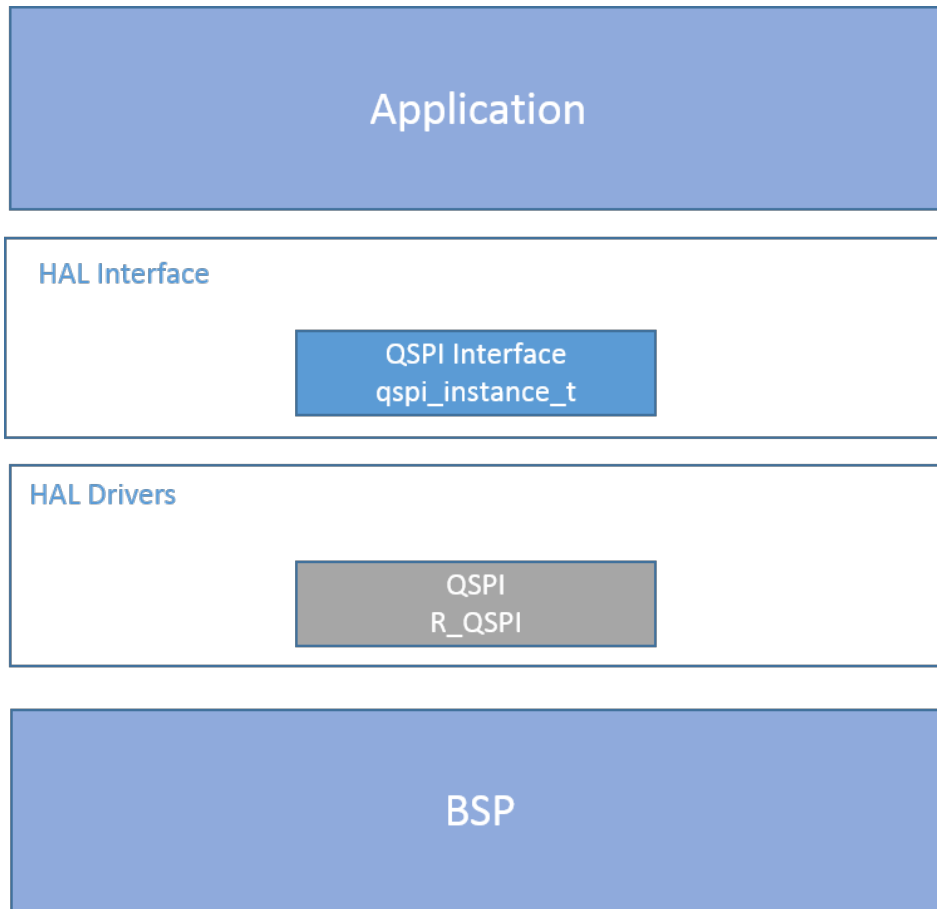 Application
HAL Interface
QSPI Interface
qspi_instance_t
HAL Drivers
QSPI
R_QSPI
BSP